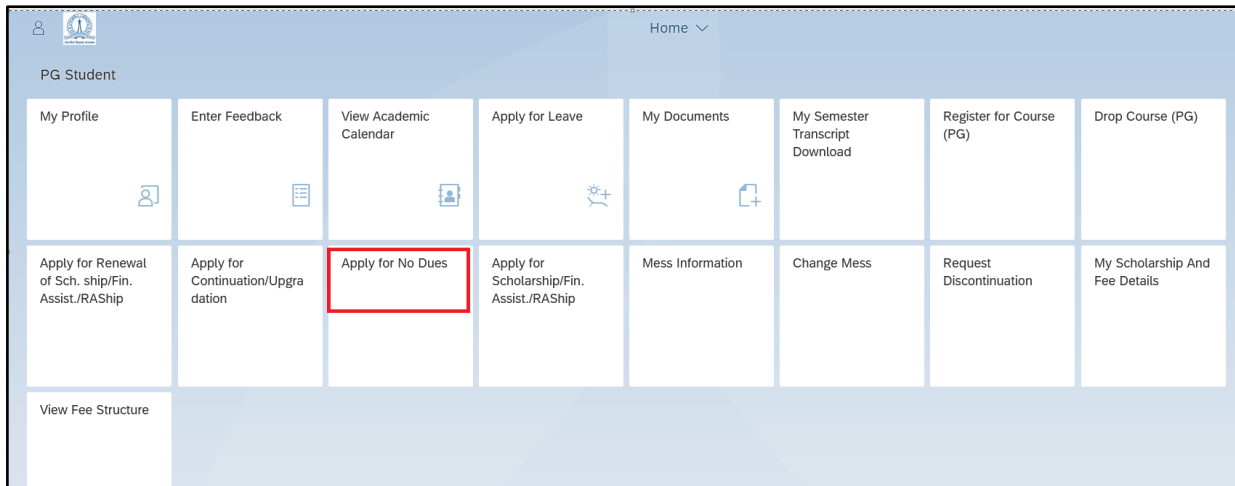 Home
PG Student
My Profile
Enter Feedback
View Academic
Calendar
Apply for Leave
My Documents
My Semester
Transcript
Download
Register for Course
(PG)
Drop Course (PG)
Apply for Renewal
of Sch. ship/Fin.
Assist./RAShip
Apply for
Continuation/Upgra
dation
Apply for No Dues
Apply for
Scholarship/Fin.
Assist./RAShip
Mess Information
Change Mess
Request
Discontinuation
My Scholarship And
Fee Details
View Fee Structure